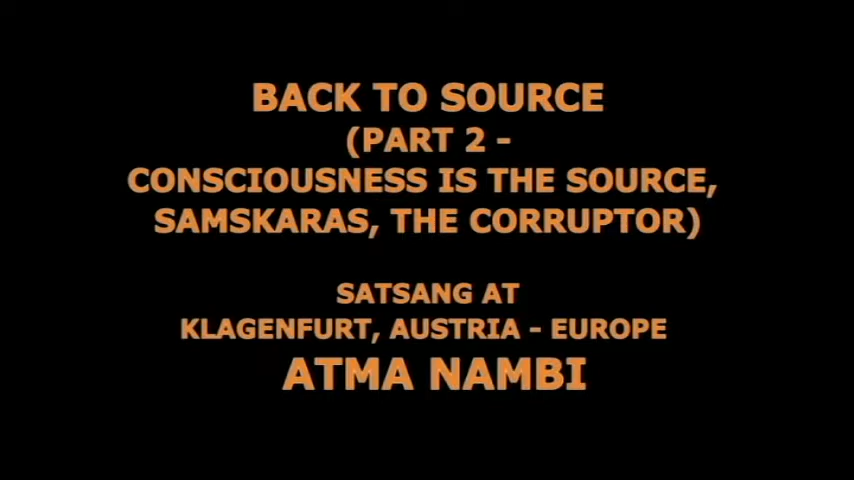 BACK TO SOURCE
(PART 2 -
CONSCIOUSNESS IS THE SOURCE,
SAMSKARAS, THE CORRUPTOR)
SATSANG AT
KLAGENFURT, AUSTRIA - EUROPE
ATMA NAMBI